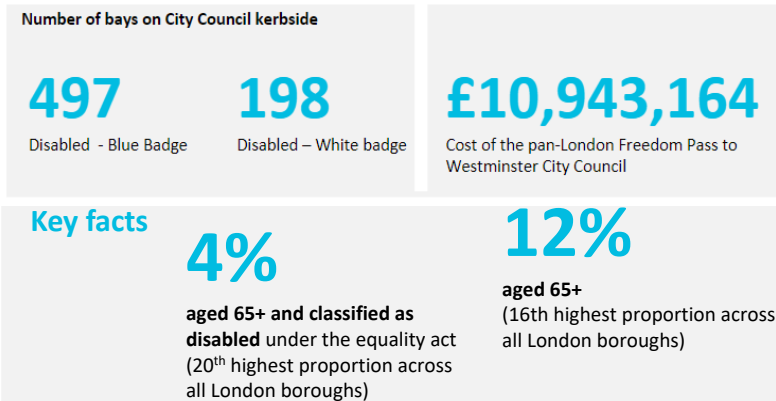 Number of bays on City Council kerbside
497
Disabled - Blue Badge
198
Disabled – White badge
£10,943,164
Cost of the pan-London Freedom Pass to
Westminster City Council
Key facts
4%
aged 65+ and classified as
disabled under the equality act
(20th highest proportion across
all London boroughs)
12%
aged 65+
(16th highest proportion across
all London boroughs)